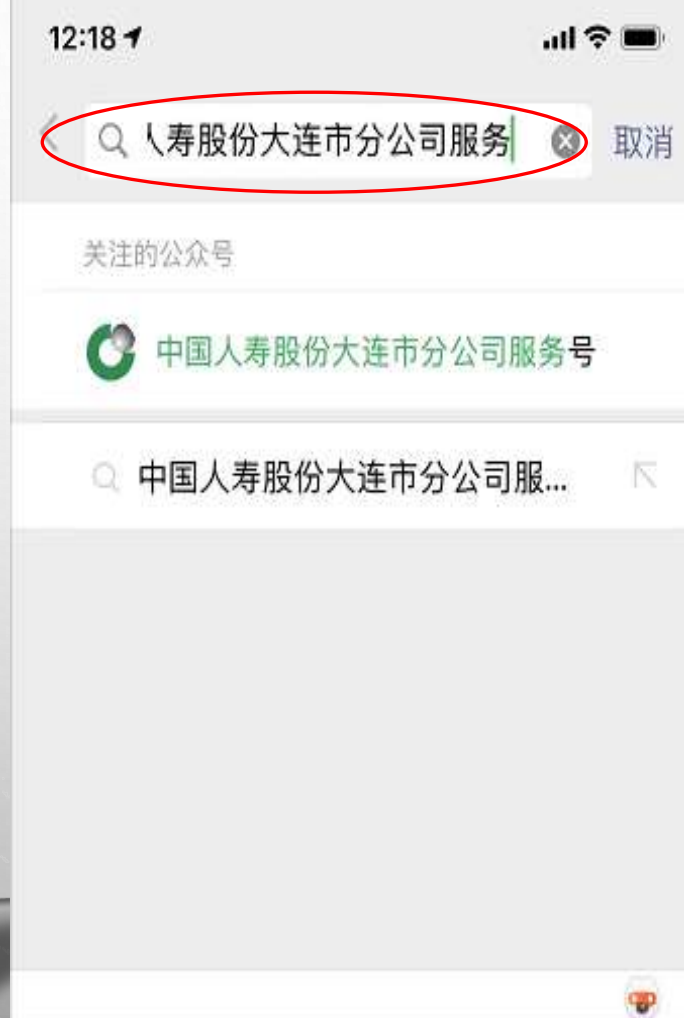 12:18
人寿股份大连市分公司服务 取消
关注的公众号
中国人寿股份大连市分公司服务号
中国人寿股份大连市分公司服...